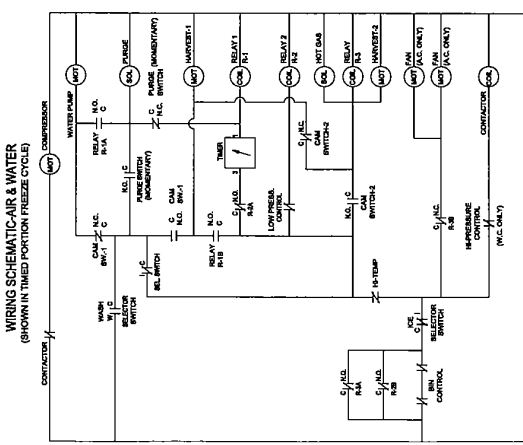 WIRING SCHEMATIC-AIR & WATER
(SHOWN IN TIMED PORTION FREEZE CYCLE)
CONTACTOR
COMPRESSOR
MOT
WASH
W
C
SELECTOR
SWITCH
CAM
SW.-1
N.C.
C
WATER PUMP
MOT
N.O.
C
RELAY
R-1A
SEL. SWITCH
C
PURGE SWITCH
(MOMENTARY)
N.O.
C
PURGE
SOL
PURGE
(MOMENTARY)
SWITCH
N.C.
C
CAM
SW.-1
N.O.
C
HARVEST-1
MOT
RELAY
R-1B
N.O.
C
RELAY 1
R-1
COIL
TIMER
1
3
N.O.
C
R-2A
RELAY 2
R-2
COIL
LOW PRESS.
CONTROL
HOT GAS
SOL
N.C.
C
CAM
SWITCH-2
RELAY
R-3
COIL
N.O.
C
CAM
SWITCH-2
HARVEST-2
MOT
HI-TEMP
FAN
(A.C. ONLY)
MOT
FAN
(A.C. ONLY)
MOT
N.C.
C
R-3B
HI-PRESSURE
CONTROL
(W.C. ONLY)
CONTACTOR
COIL
ICE
C
SELECTOR
SWITCH
C
N.O.
C
N.O.
R-2B
BIN
CONTROL